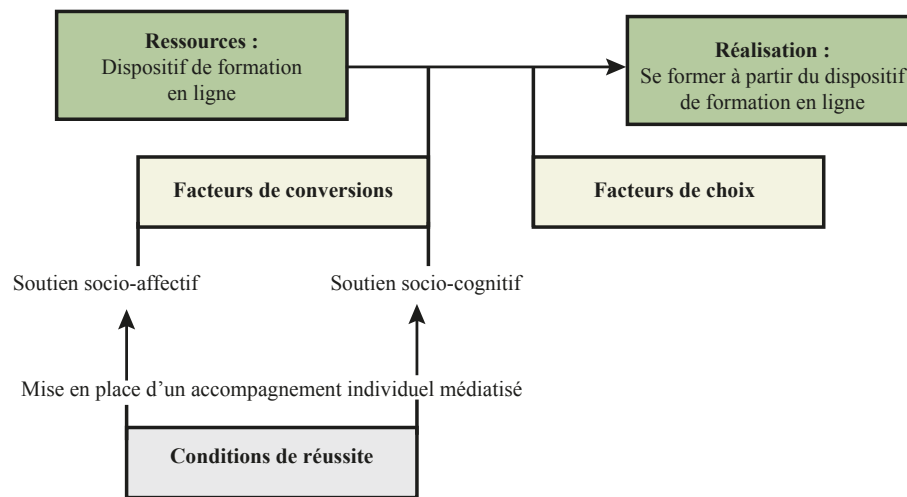 Ressources :
Dispositif de formation
en ligne
Réalisation :
Se former à partir du dispositif
de formation en ligne
Facteurs de conversions
Facteurs de choix
Soutien socio-affectif
Soutien socio-cognitif
Mise en place d’un accompagnement individuel médiatisé
Conditions de réussite